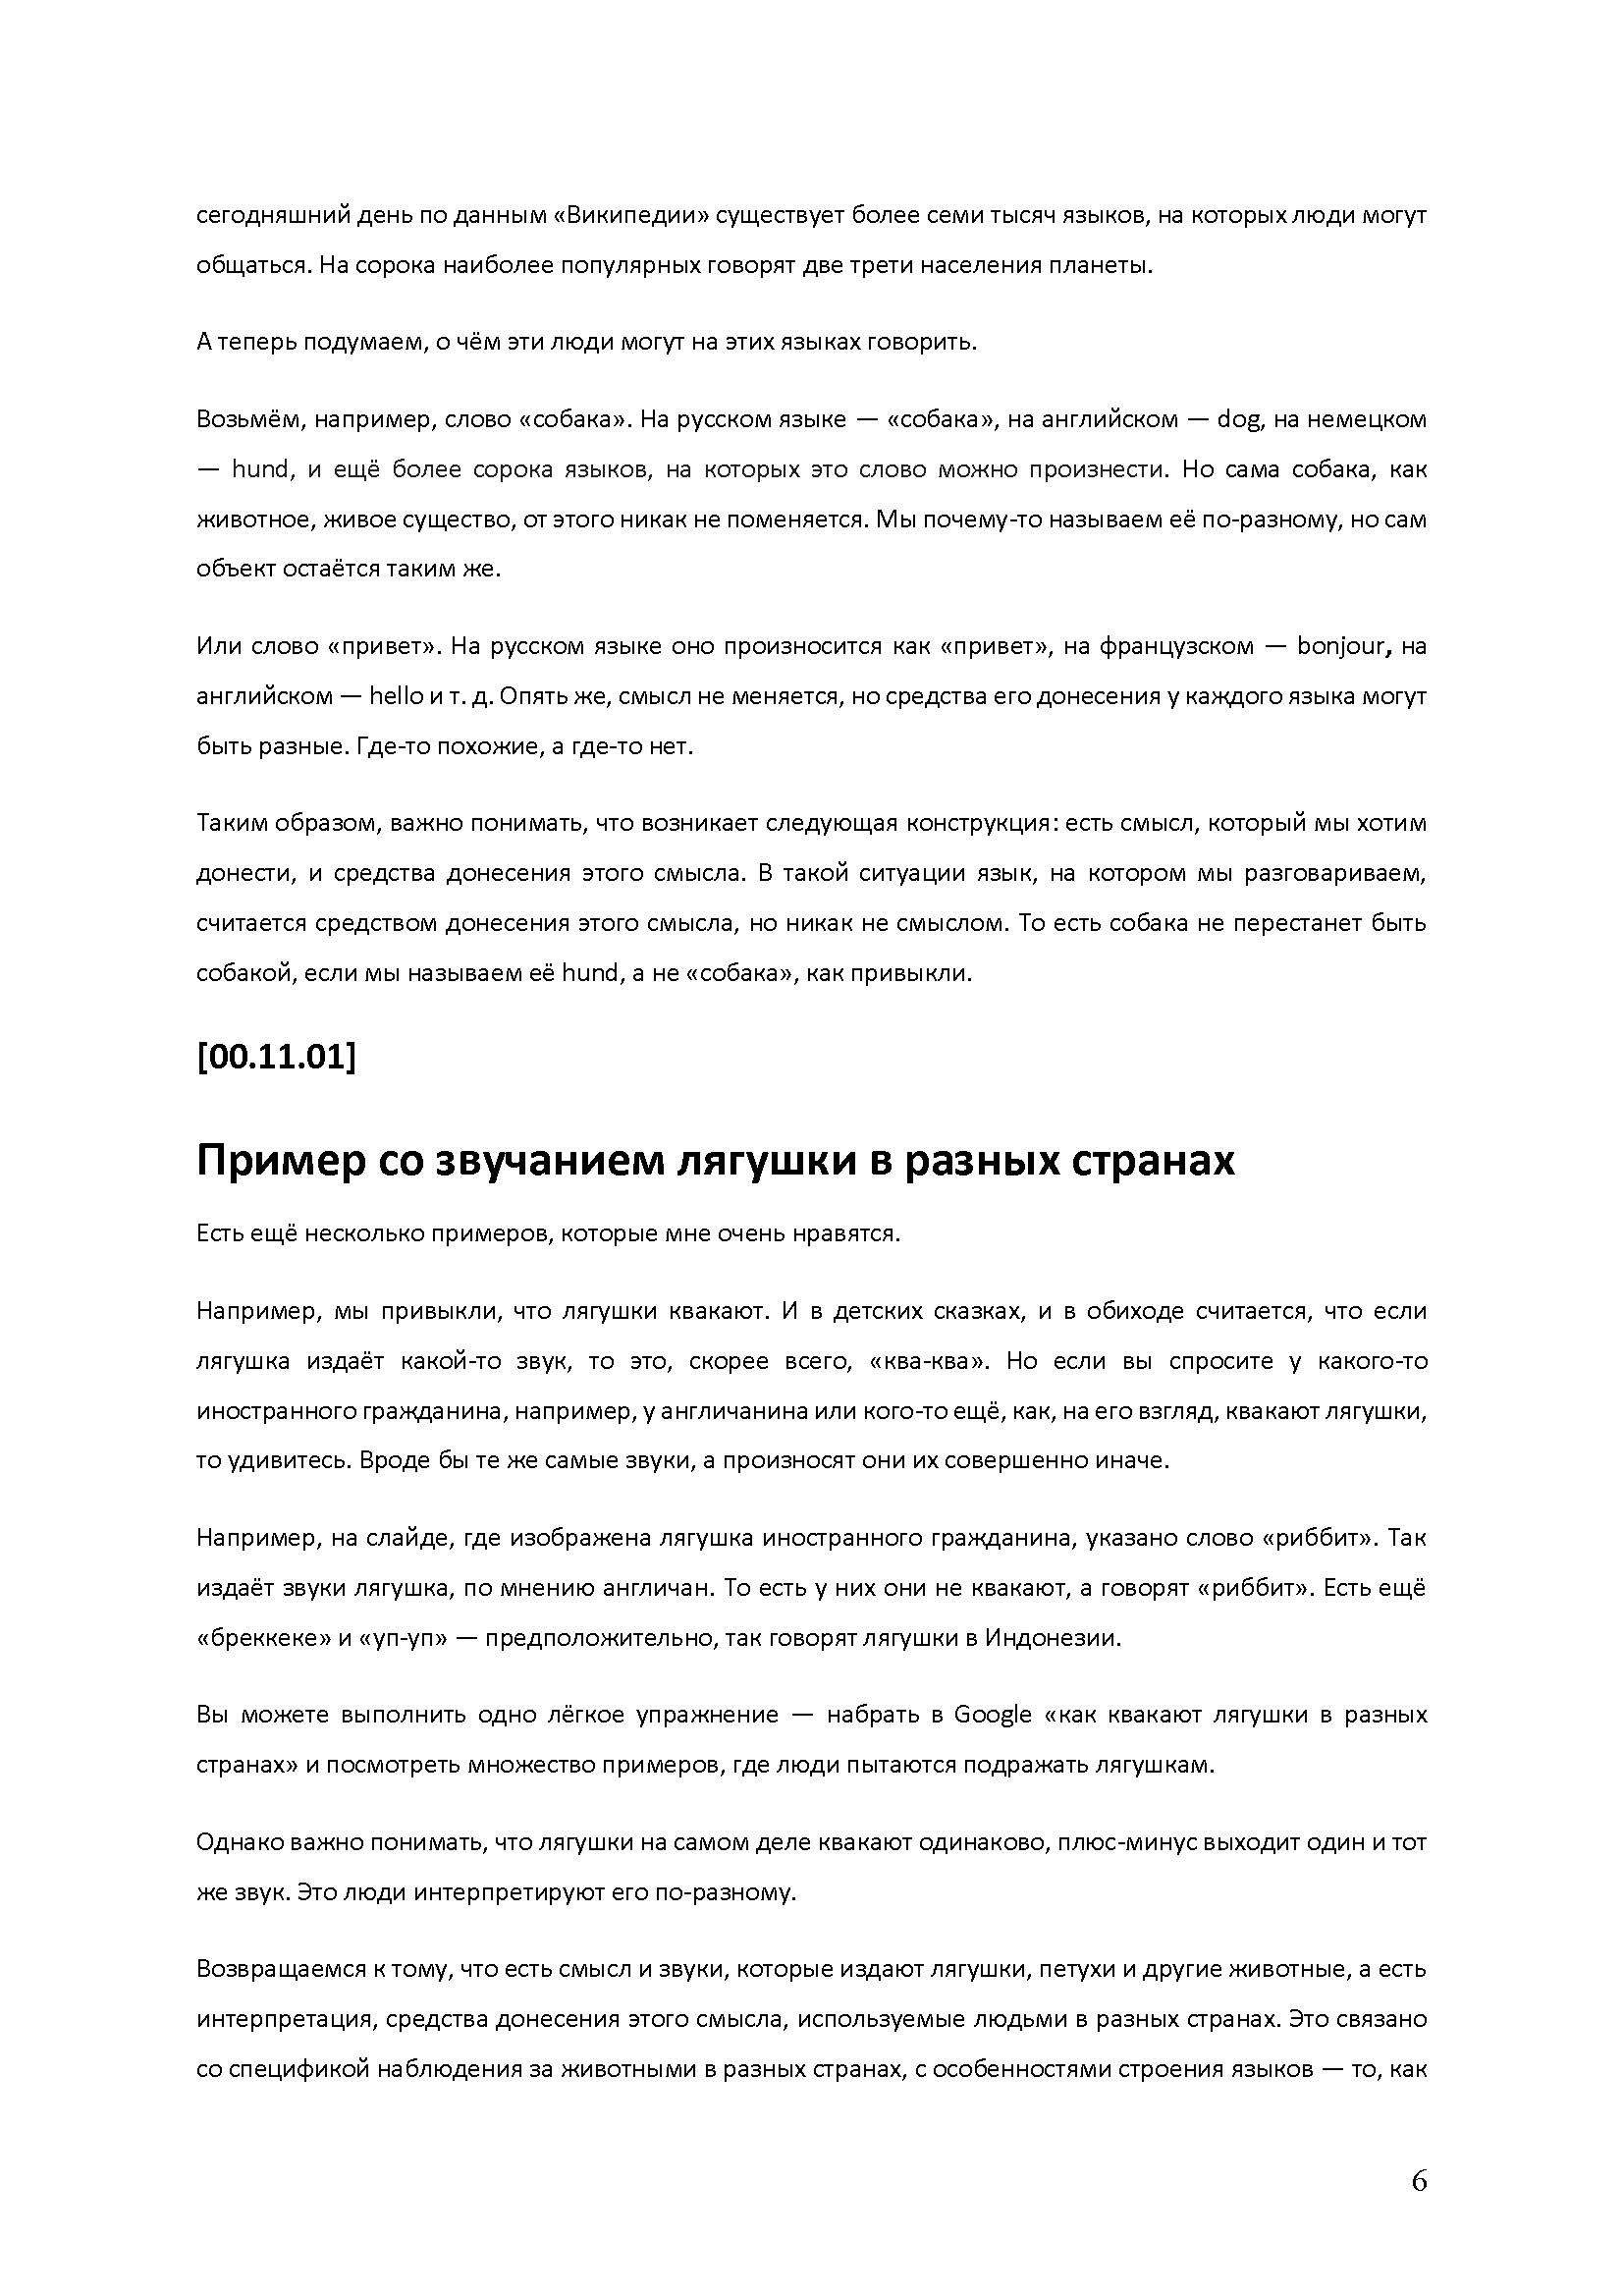 сегодняшний день по данным «Википедии» существует более семи тысяч языков, на которых люди могут
общаться. На сорока наиболее популярных говорят две трети населения планеты.
А теперь подумаем, о чём эти люди могут на этих языках говорить.
Возьмём, например, слово «собака». На русском языке — «собака», на английском — dog, на немецком
— hund, и ещё более сорока языков, на которых это слово можно произнести. Но сама собака, как
животное, живое существо, от этого никак не поменяется. Мы почему-то называем её по-разному, но сам
объект остаётся таким же.
Или слово «привет». На русском языке оно произносится как «привет», на французском — bonjour, на
английском — hello и т. д. Опять же, смысл не меняется, но средства его донесения у каждого языка могут
быть разные. Где-то похожие, а где-то нет.
Таким образом, важно понимать, что возникает следующая конструкция: есть смысл, который мы хотим
донести, и средства донесения этого смысла. В такой ситуации язык, на котором мы разговариваем,
считается средством донесения этого смысла, но никак не смыслом. То есть собака не перестанет быть
собакой, если мы называем её hund, а не «собака», как привыкли.
[00.11.01]
Пример со звучанием лягушки в разных странах
Есть ещё несколько примеров, которые мне очень нравятся.
Например, мы привыкли, что лягушки квакают. И в детских сказках, и в обиходе считается, что если
лягушка издаёт какой-то звук, то это, скорее всего, «ква-ква». Но если вы спросите у какого-то
иностранного гражданина, например, у англичанина или кого-то ещё, как, на его взгляд, квакают лягушки,
то удивитесь. Вроде бы те же самые звуки, а произносят они их совершенно иначе.
Например, на слайде, где изображена лягушка иностранного гражданина, указано слово «риббит». Так
издаёт звуки лягушка, по мнению англичан. То есть у них они не квакают, а говорят «риббит». Есть ещё
«бреккеке» и «уп-уп» — предположительно, так говорят лягушки в Индонезии.
Вы можете выполнить одно лёгкое упражнение — набрать в Google «как квакают лягушки в разных
странах» и посмотреть множество примеров, где люди пытаются подражать лягушкам.
Однако важно понимать, что лягушки на самом деле квакают одинаково, плюс-минус выходит один и тот
же звук. Это люди интерпретируют его по-разному.
Возвращаемся к тому, что есть смысл и звуки, которые издают лягушки, петухи и другие животные, а есть
интерпретация, средства донесения этого смысла, используемые людьми в разных странах. Это связано
со спецификой наблюдения за животными в разных странах, с особенностями строения языков — то, как
6